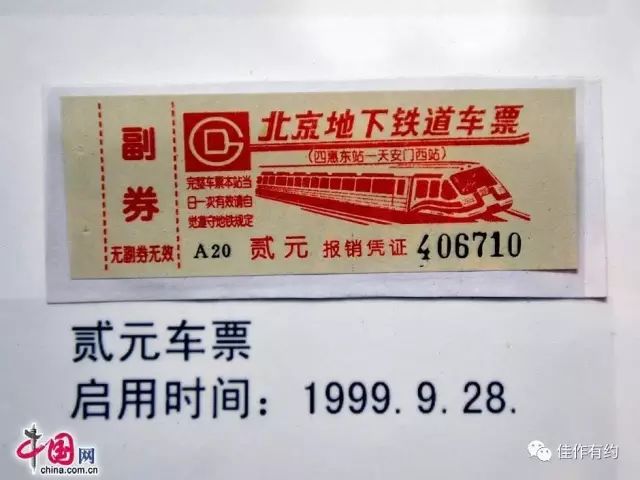 副券
无副券无效
北京地下铁道车票
(四惠东站—天安门西站)
完整车票本站当
日一次有效请自
觉遵守地铁规定
A20 贰元 报销凭证 406710
贰元车票
启用时间：1999.9.28.
中国网
china.com.cn
佳作有约